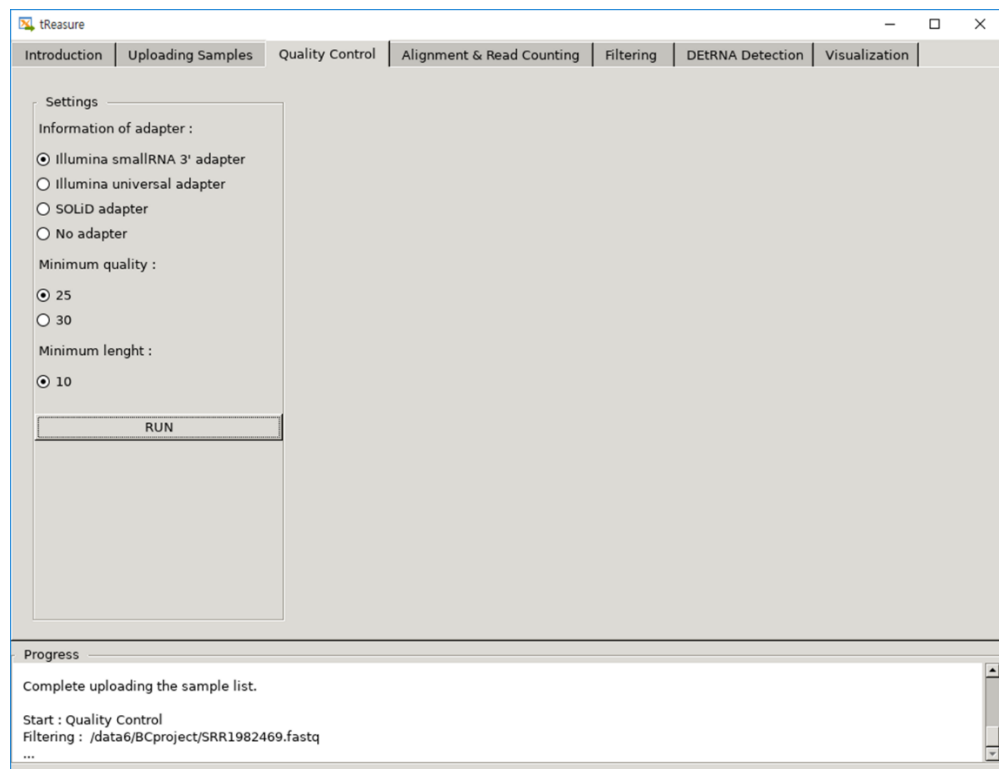 tReasure
Introduction Uploading Samples Quality Control Alignment & Read Counting Filtering DEtRNA Detection Visualization
Settings
Information of adapter :
Illumina smallRNA 3' adapter
Illumina universal adapter
SOLiD adapter
No adapter
Minimum quality :
25
30
Minimum lenght :
10
RUN
Progress
Complete uploading the sample list.
Start : Quality Control
Filtering : /data6/BCproject/SRR1982469.fastq
...